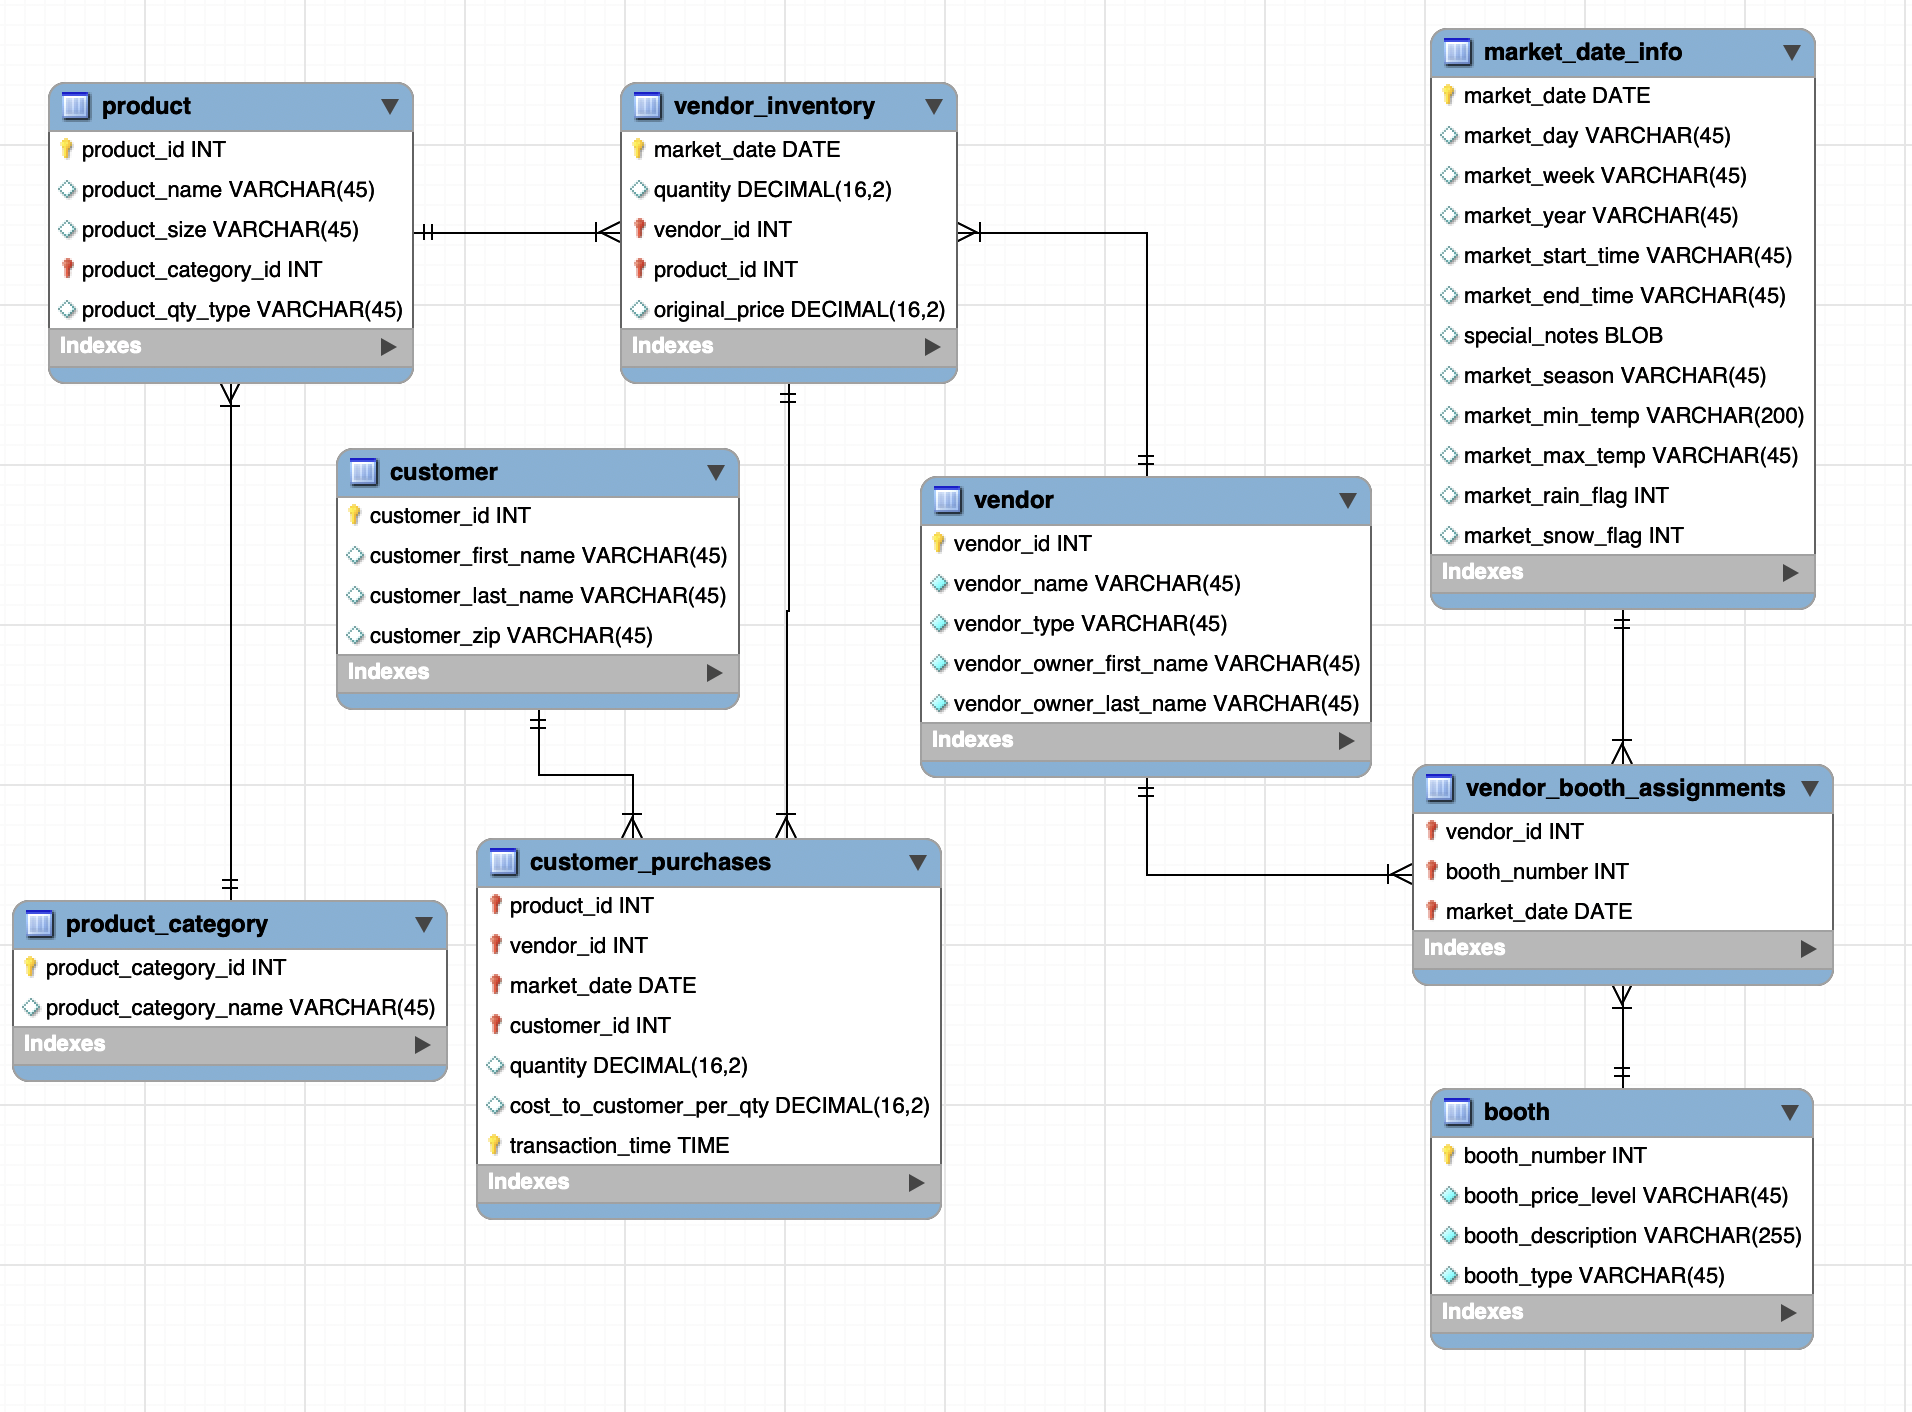 product
product_id INT
product_name VARCHAR(45)
product_size VARCHAR(45)
product_category_id INT
product_qty_type VARCHAR(45)
Indexes
vendor_inventory
market_date DATE
quantity DECIMAL(16,2)
vendor_id INT
product_id INT
original_price DECIMAL(16,2)
Indexes
market_date_info
market_date DATE
market_day VARCHAR(45)
market_week VARCHAR(45)
market_year VARCHAR(45)
market_start_time VARCHAR(45)
market_end_time VARCHAR(45)
special_notes BLOB
market_season VARCHAR(45)
market_min_temp VARCHAR(200)
market_max_temp VARCHAR(45)
market_rain_flag INT
market_snow_flag INT
Indexes
customer
customer_id INT
customer_first_name VARCHAR(45)
customer_last_name VARCHAR(45)
customer_zip VARCHAR(45)
Indexes
vendor
vendor_id INT
vendor_name VARCHAR(45)
vendor_type VARCHAR(45)
vendor_owner_first_name VARCHAR(45)
vendor_owner_last_name VARCHAR(45)
Indexes
vendor_booth_assignments
vendor_id INT
booth_number INT
market_date DATE
Indexes
customer_purchases
product_id INT
vendor_id INT
market_date DATE
customer_id INT
quantity DECIMAL(16,2)
cost_to_customer_per_qty DECIMAL(16,2)
transaction_time TIME
Indexes
product_category
product_category_id INT
product_category_name VARCHAR(45)
Indexes
booth
booth_number INT
booth_price_level VARCHAR(45)
booth_description VARCHAR(255)
booth_type VARCHAR(45)
Indexes